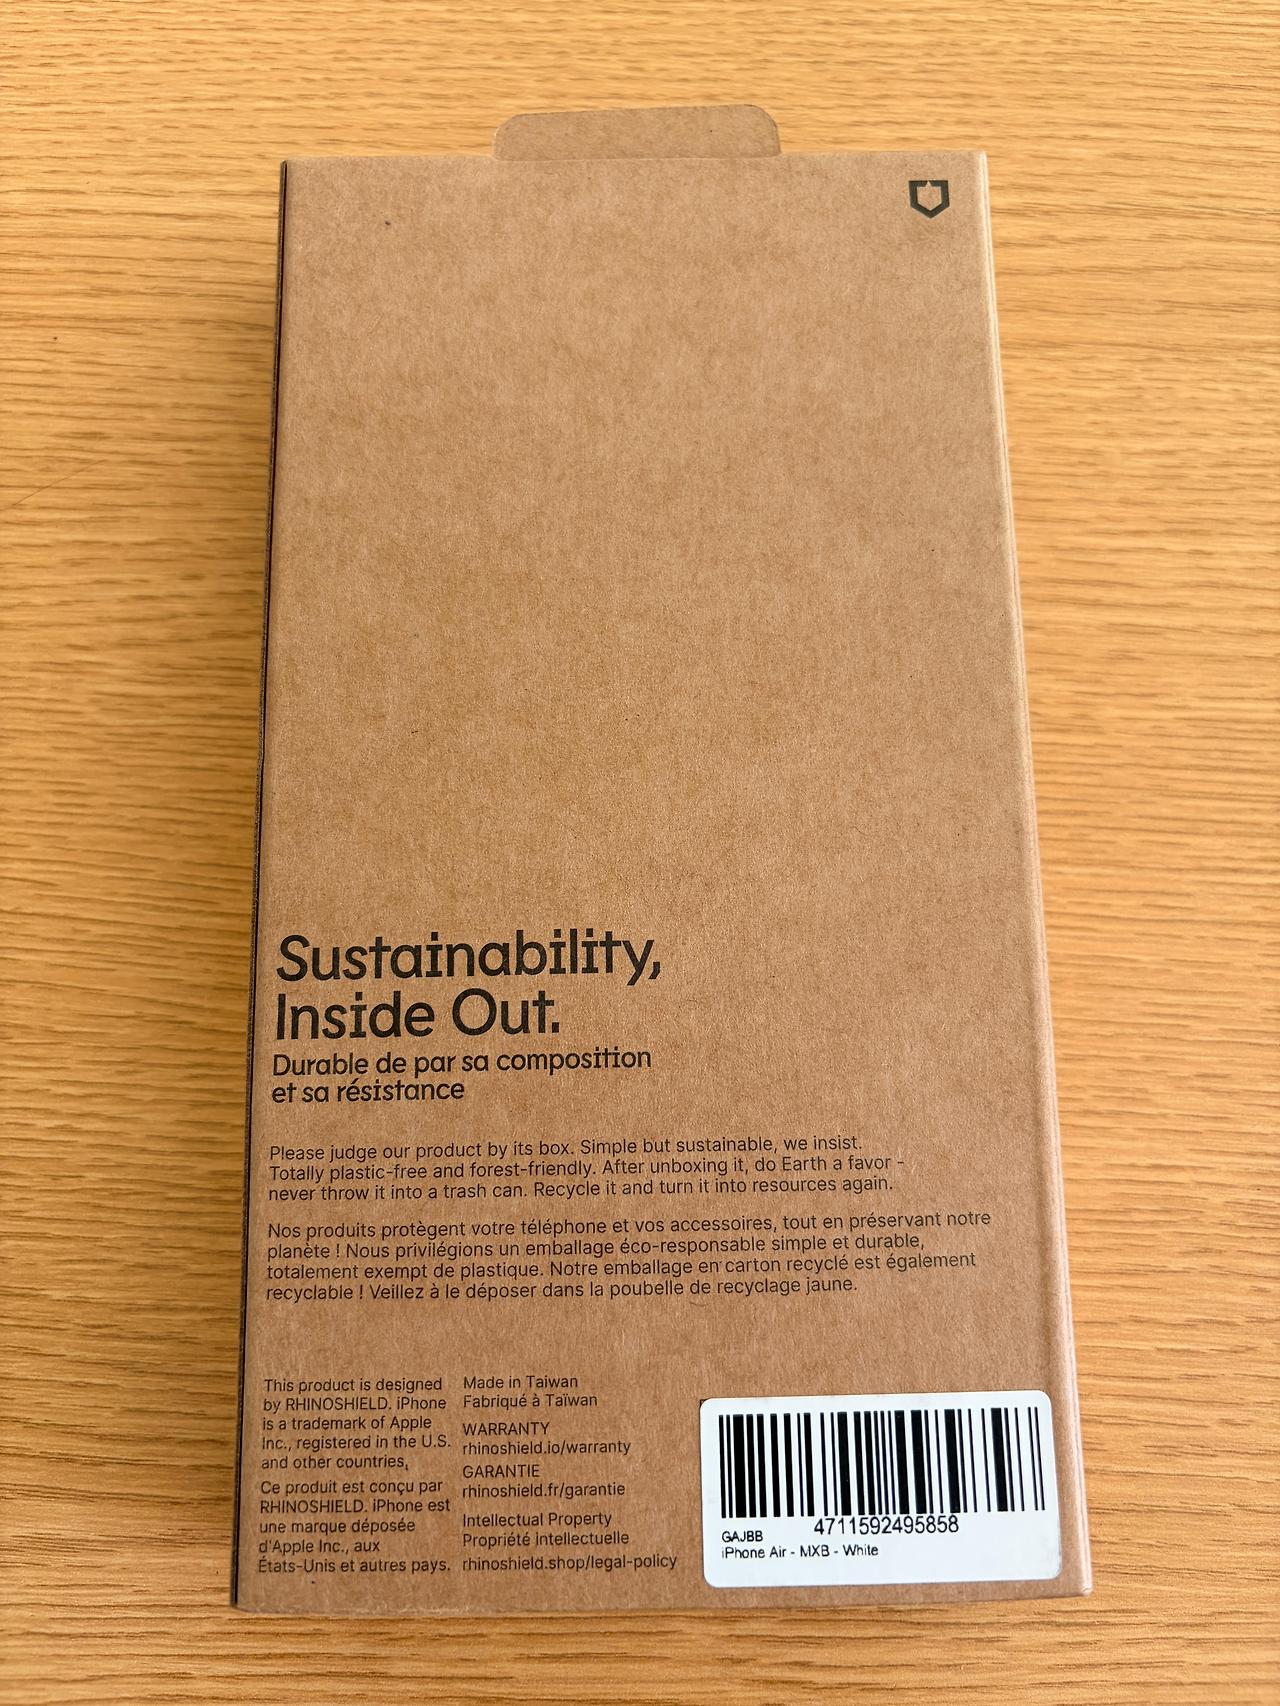 Sustainability,
Inside Out.
Durable de par sa composition
et sa résistance
Please judge our product by its box. Simple but sustainable, we insist.
Totally plastic-free and forest-friendly. After unboxing it, do Earth a favor -
never throw it into a trash can. Recycle it and turn it into resources again.
Nos produits protègent votre téléphone et vos accessoires, tout en préservant notre
planète ! Nous privilégions un emballage éco-responsable simple et durable,
totalement exempt de plastique. Notre emballage en carton recyclé est également
recyclable ! Veillez à le déposer dans la poubelle de recyclage jaune.
This product is designed
by RHINOSHIELD. iPhone
is a trademark of Apple
Inc., registered in the U.S.
and other countries,
Ce produit est conçu par
RHINOSHIELD. iPhone est
une marque déposée
d'Apple Inc., aux
États-Unis et autres pays.
Made in Taiwan
Fabriqué à Taïwan
WARRANTY
rhinoshield.io/warranty
GARANTIE
rhinoshield.fr/garantie
Intellectual Property
Propriété intellectuelle
rhinoshield.shop/legal-policy
4711592495858
GAJBB
iPhone Air - MXB - White